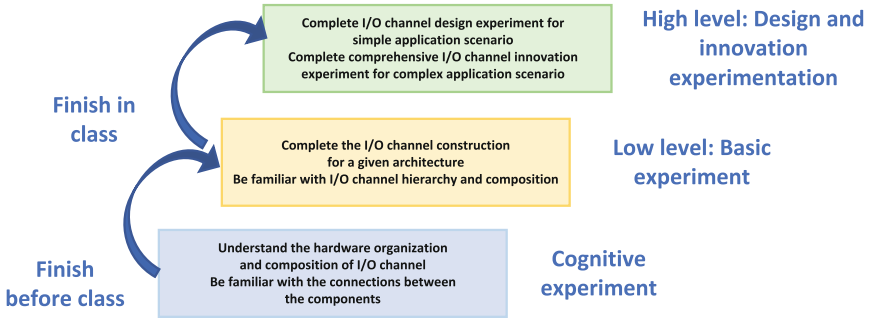 Complete I/O channel design experiment for
simple application scenario
Complete comprehensive I/O channel innovation
experiment for complex application scenario
High level: Design and
innovation
experimentation
Finish in
class
Complete the I/O channel construction
for a given architecture
Be familiar with I/O channel hierarchy and composition
Low level: Basic
experiment
Understand the hardware organization
and composition of I/O channel
Be familiar with the connections between
the components
Cognitive
experiment
Finish
before class